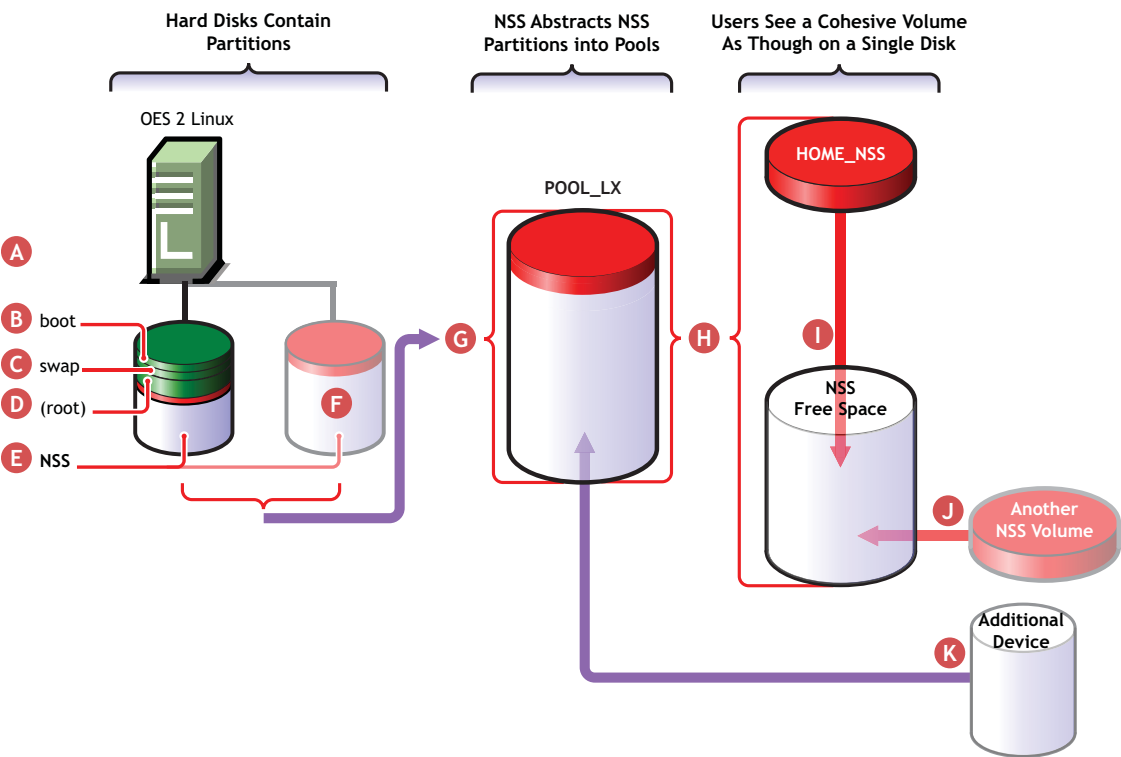 Hard Disks Contain
Partitions
NSS Abstracts NSS
Partitions into Pools
Users See a Cohesive Volume
As Though on a Single Disk
OES 2 Linux
L
A
B boot
C swap
D (root)
E NSS
F
POOL_LX
G
H
HOME_NSS
I
NSS
Free Space
J
Another
NSS Volume
K
Additional
Device